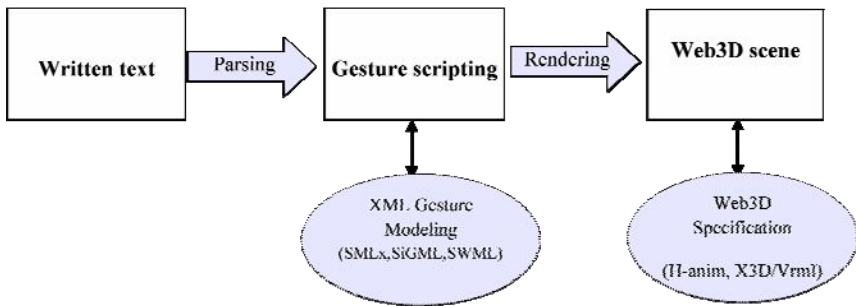 Written text
Parsing
Gesture scripting
Rendering
Web3D scene
XML Gesture
Modeling
(SMLx,SiGML,SWML)
Web3D
Specification
(H-anim, X3D/Vrml)